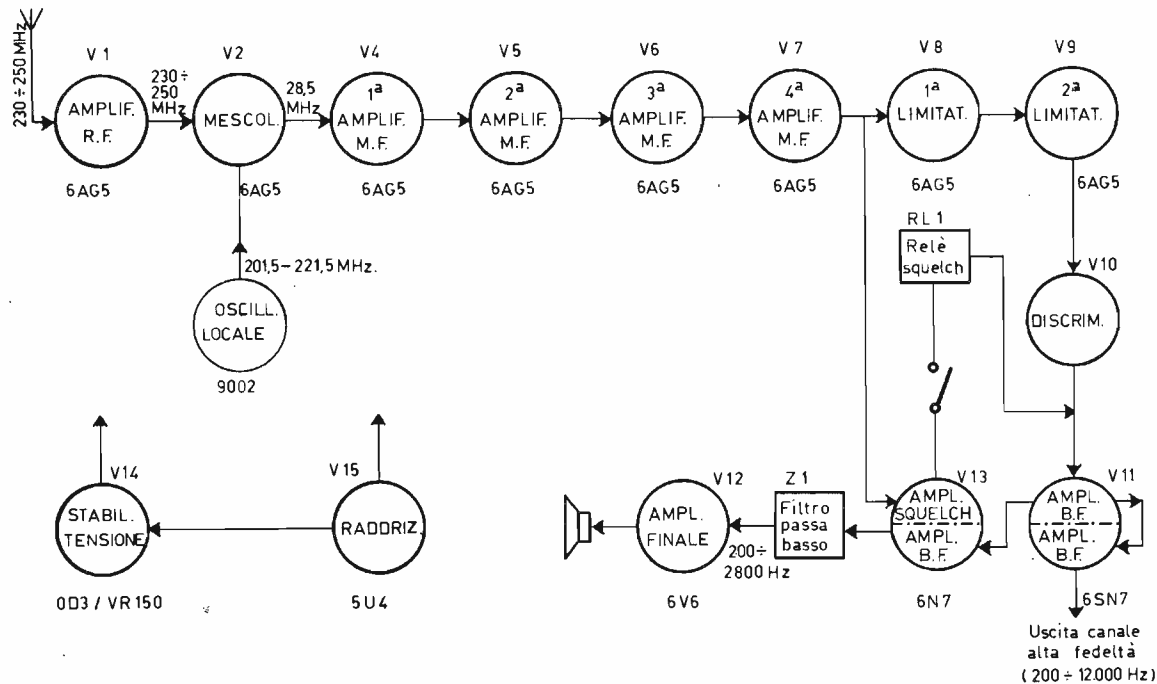 230÷250 MHz
V 1
AMPLIF.
R.F.
6AG5
230÷
250
MHz
V2
MESCOL.
6AG5
28,5
MHz
V4
1ª
AMPLIF.
M.F.
6AG5
V5
2ª
AMPLIF.
M.F.
6AG5
V6
3ª
AMPLIF.
M.F.
6AG5
V 7
4ª
AMPLIF.
M.F.
6AG5
V 8
1ª
LIMITAT.
6AG5
V9
2ª
LIMITAT.
6AG5
201,5–221,5 MHz.
OSCILL.
LOCALE
9002
RL 1
Relè
squelch
V10
DISCRIM.
V14
STABIL.
TENSIONE
0D3 / VR150
V15
RADDRIZ.
5U4
V12
AMPL.
FINALE
6V6
200÷
2800 Hz
Z 1
Filtro
passa
basso
V13
AMPL.
SQUELCH
AMPL.
B.F.
6N7
V11
AMPL.
B.F.
AMPL.
B.F.
6SN7
Uscita canale
alta fedeltà
(200÷12.000 Hz)